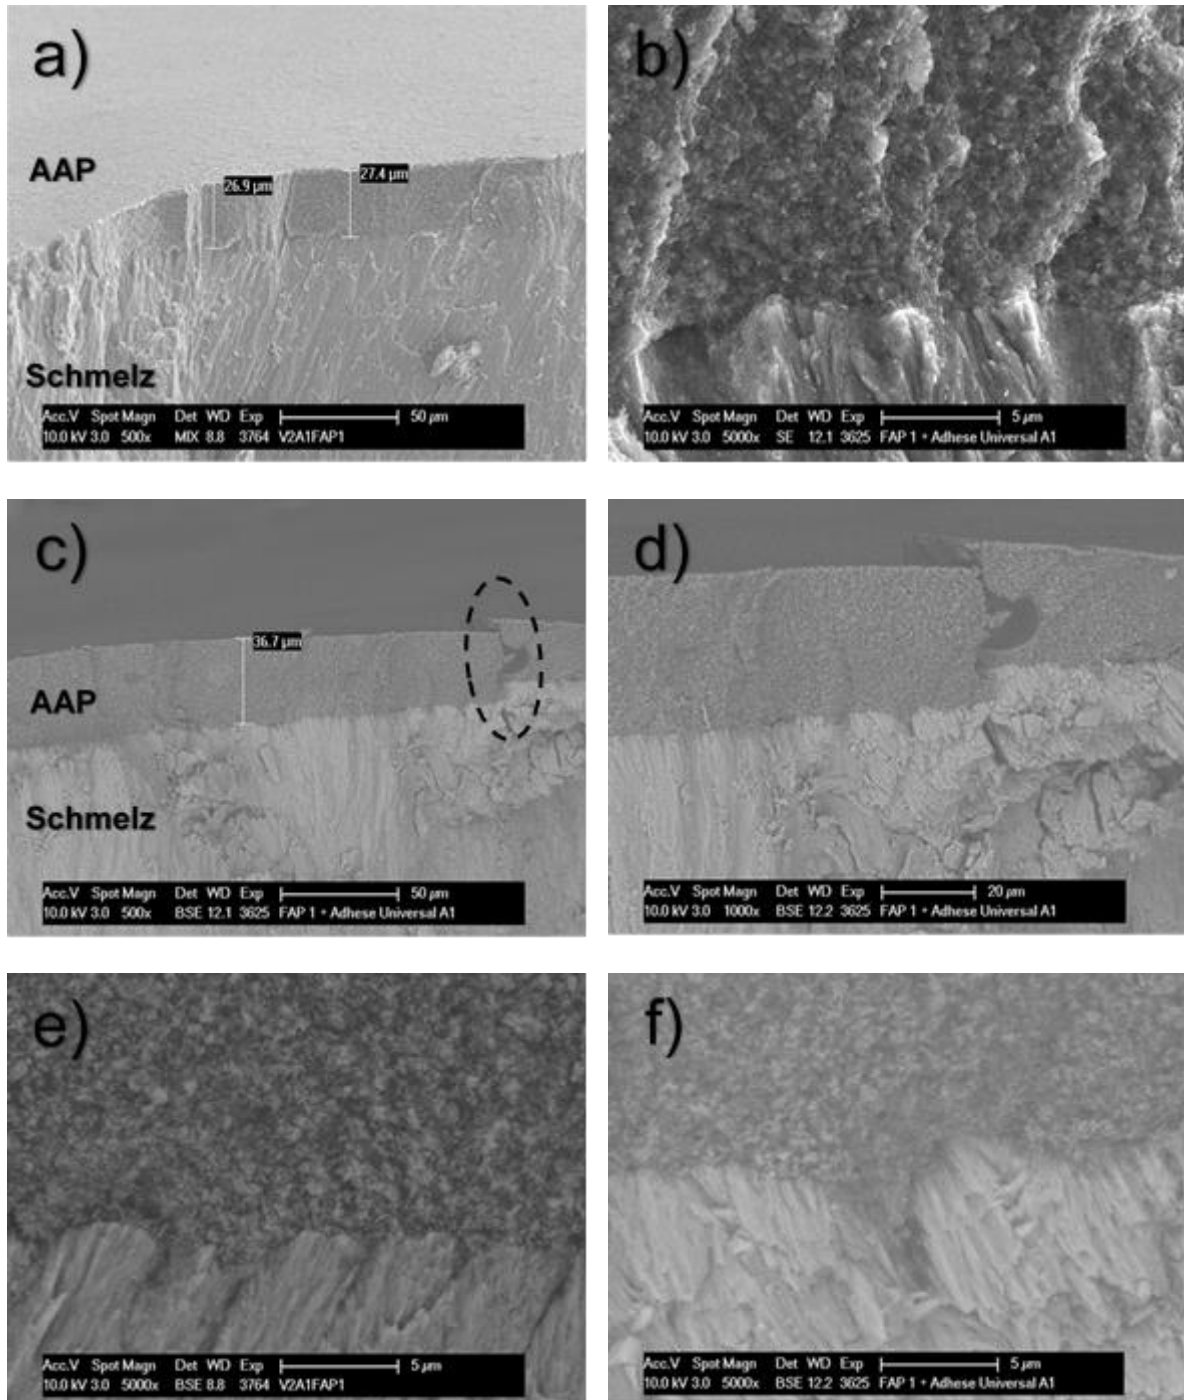 a)
AAP
26.9 µm
27.4 µm
Schmelz
Acc.V Spot Magn Det WD Exp 50 µm
10.0 kV 3.0 500x MIX 8.8 3764 V2A1FAP1
b)
Acc.V Spot Magn Det WD Exp 5 µm
10.0 kV 3.0 5000x SE 12.1 3625 FAP 1 + Adhese Universal A1
c)
36.7 µm
AAP
Schmelz
Acc.V Spot Magn Det WD Exp 50 µm
10.0 kV 3.0 500x BSE 12.1 3625 FAP 1 + Adhese Universal A1
d)
Acc.V Spot Magn Det WD Exp 20 µm
10.0 kV 3.0 1000x BSE 12.2 3625 FAP 1 + Adhese Universal A1
e)
Acc.V Spot Magn Det WD Exp 5 µm
10.0 kV 3.0 5000x BSE 8.8 3764 V2A1FAP1
f)
Acc.V Spot Magn Det WD Exp 5 µm
10.0 kV 3.0 5000x BSE 12.2 3625 FAP 1 + Adhese Universal A1